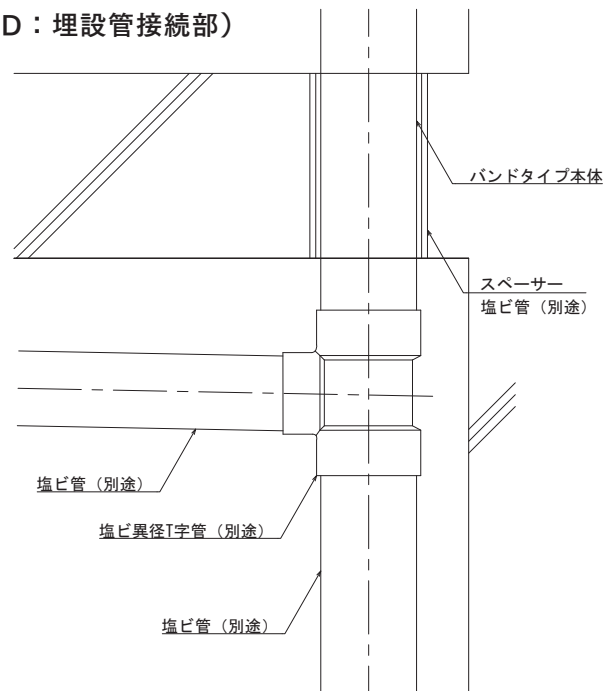 D：埋設管接続部）
バンドタイプ本体
スペーサー
塩ビ管（別途）
塩ビ管（別途）
塩ビ異径T字管（別途）
塩ビ管（別途）